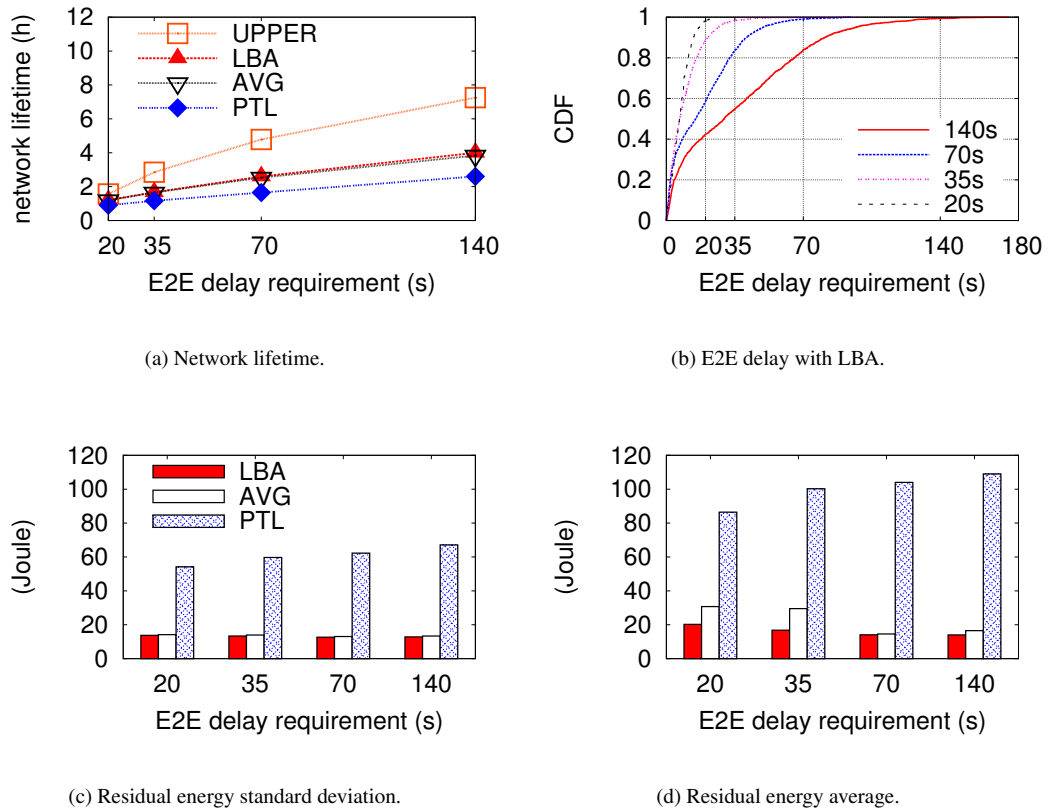 network lifetime (h)
12
10
8
6
4
2
0
UPPER
LBA
AVG
PTL
20 35 70 140
E2E delay requirement (s)
(a) Network lifetime.
CDF
1
0.8
0.6
0.4
0.2
0
140s
70s
35s
20s
0 20 35 70 140 180
E2E delay requirement (s)
(b) E2E delay with LBA.
(Joule)
120
100
80
60
40
20
0
LBA
AVG
PTL
20 35 70 140
E2E delay requirement (s)
(c) Residual energy standard deviation.
(Joule)
120
100
80
60
40
20
0
20 35 70 140
E2E delay requirement (s)
(d) Residual energy average.